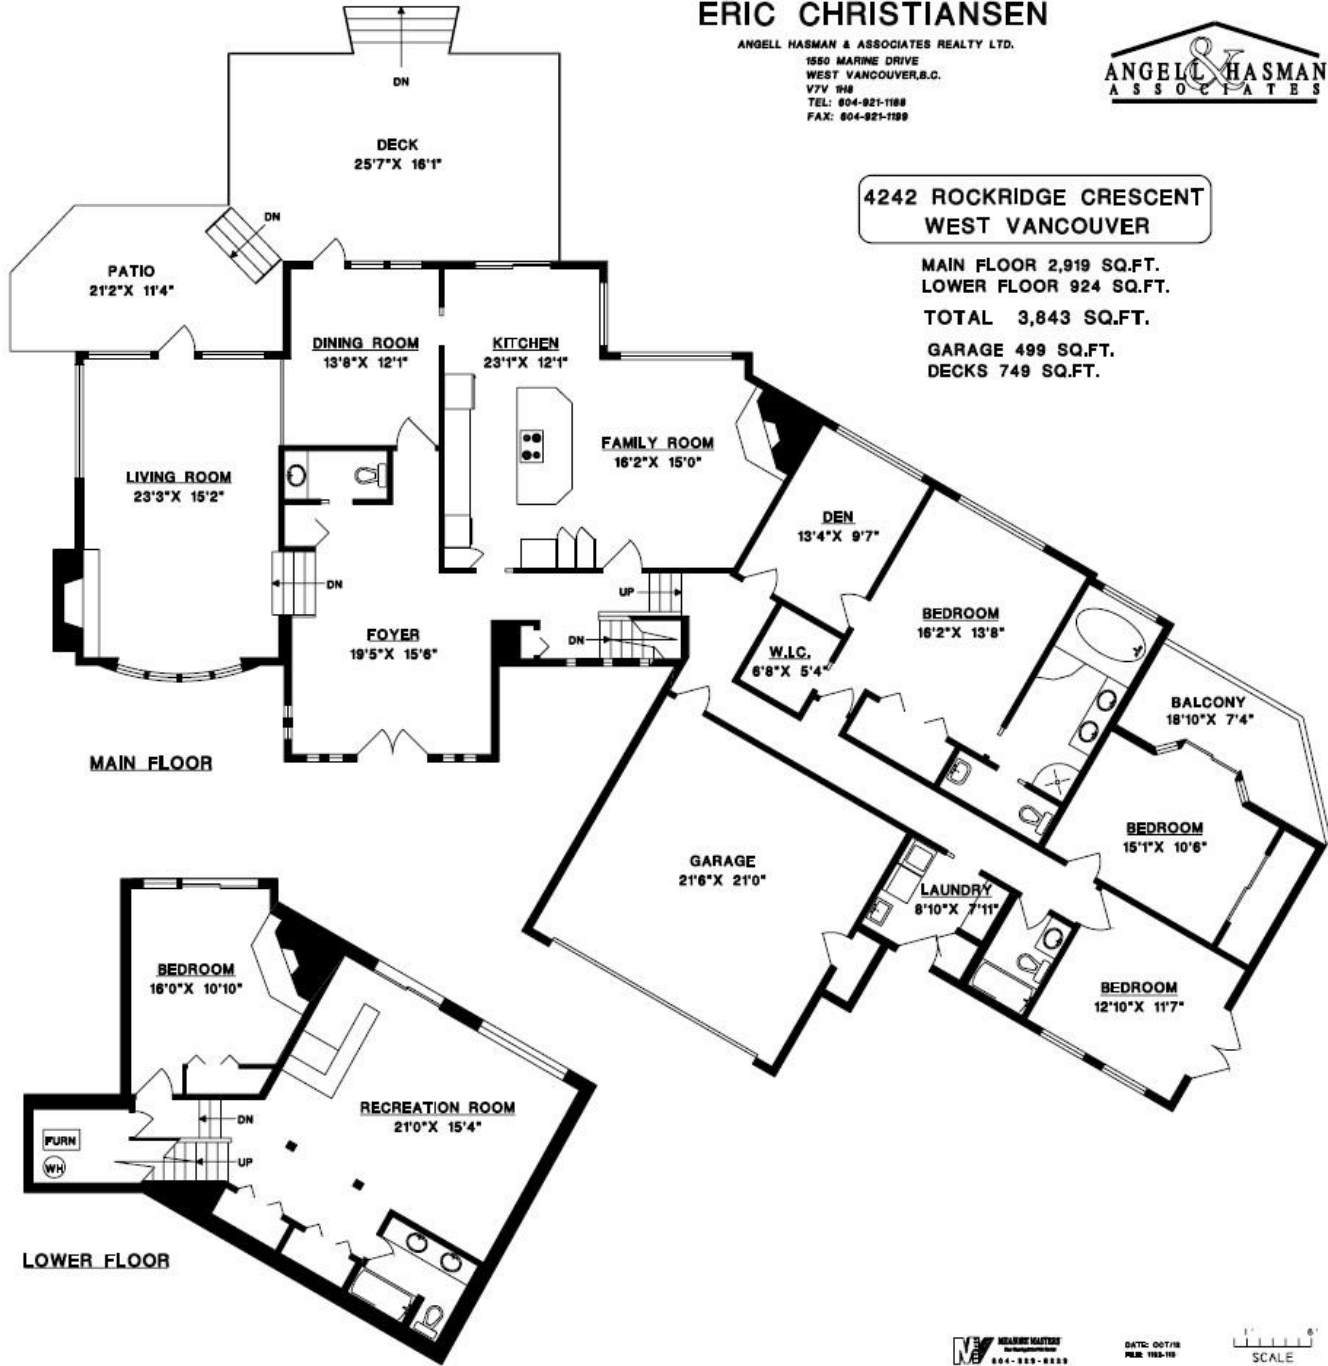 ERIC CHRISTIANSEN
ANGELL HASMAN & ASSOCIATES REALTY LTD.
1550 MARINE DRIVE
WEST VANCOUVER,B.C.
V7V 1H8
TEL: 604-921-1188
FAX: 604-921-1199
ANGELL & HASMAN
ASSOCIATES
4242 ROCKRIDGE CRESCENT
WEST VANCOUVER
MAIN FLOOR 2,919 SQ.FT.
LOWER FLOOR 924 SQ.FT.
TOTAL 3,843 SQ.FT.
GARAGE 499 SQ.FT.
DECKS 749 SQ.FT.
DN
DECK
25'7"X 16'1"
DN
PATIO
21'2"X 11'4"
DINING ROOM
13'8"X 12'1"
KITCHEN
23'1"X 12'1"
FAMILY ROOM
16'2"X 15'0"
LIVING ROOM
23'3"X 15'2"
DN
FOYER
19'5"X 15'6"
UP
DN
DEN
13'4"X 9'7"
BEDROOM
16'2"X 13'8"
W.I.C.
6'8"X 5'4"
BALCONY
18'10"X 7'4"
BEDROOM
15'1"X 10'6"
GARAGE
21'6"X 21'0"
LAUNDRY
8'10"X 7'11"
BEDROOM
12'10"X 11'7"
MAIN FLOOR
BEDROOM
16'0"X 10'10"
RECREATION ROOM
21'0"X 15'4"
DN
UP
FURN
WH
LOWER FLOOR
MEASURE MASTERS
DATE: OCT/12
SCALE